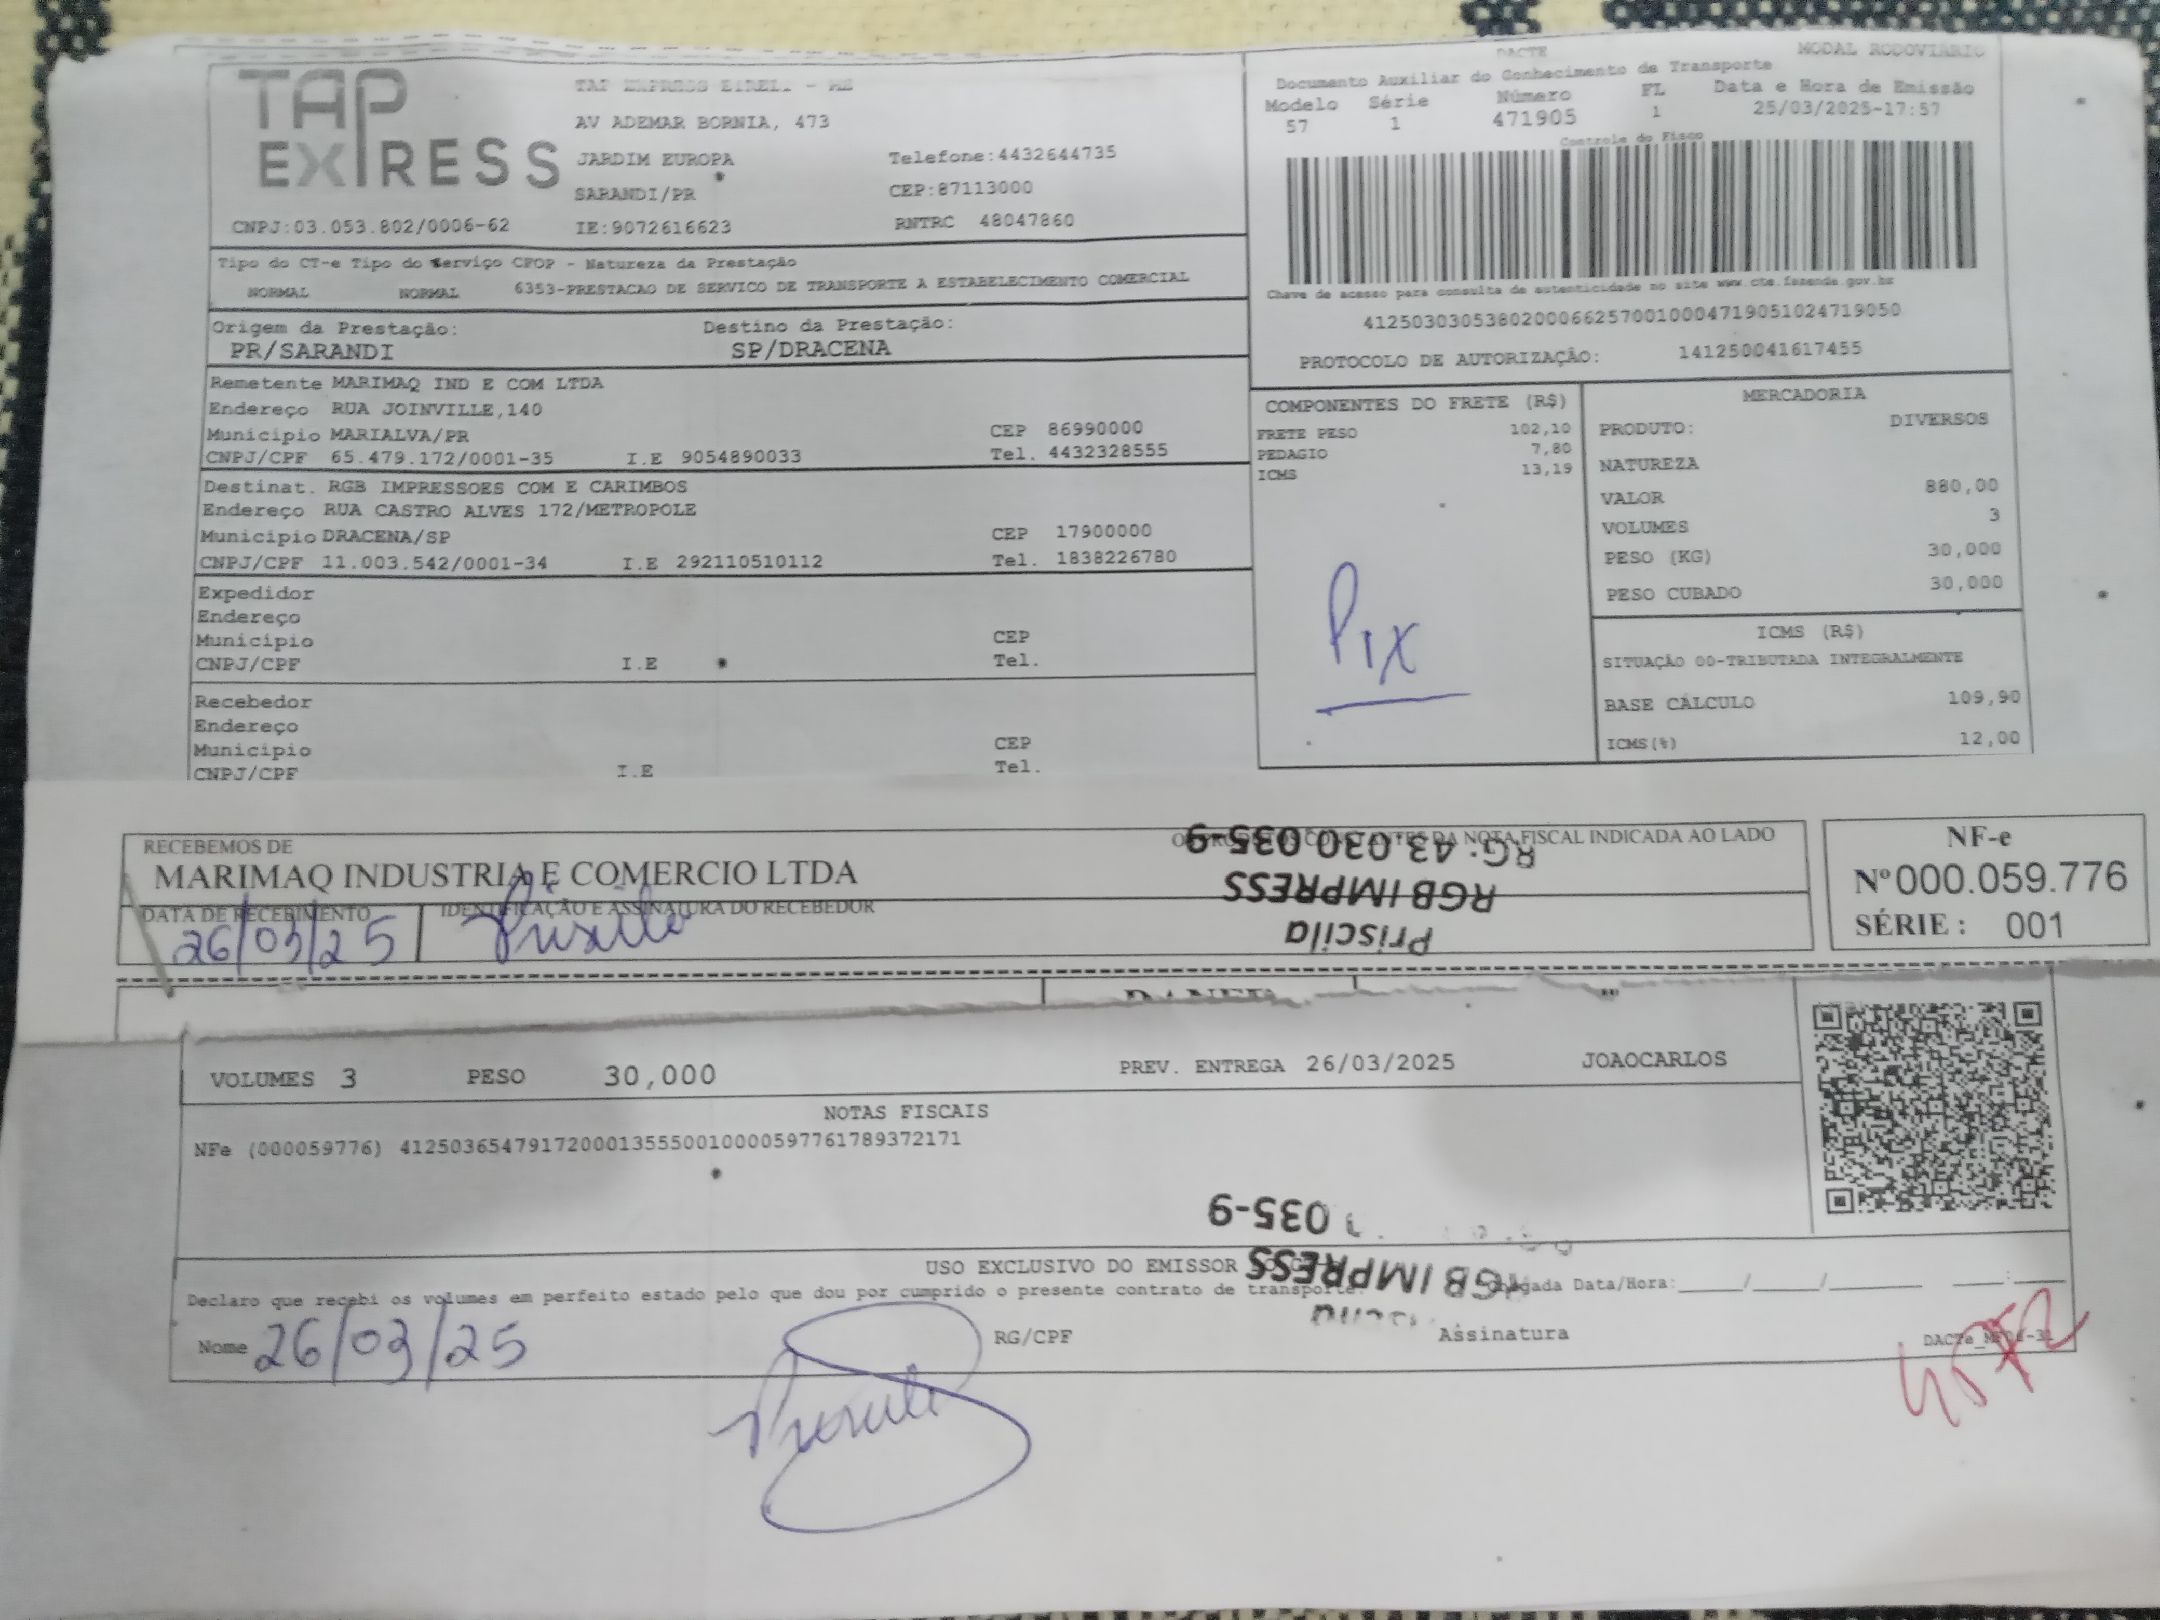 TAP EXPRESS
TAP EXPRESS EIRELI - ME
AV ADEMAR BORNIA, 473
JARDIM EUROPA
Telefone:4432644735
SARANDI/PR
CEP:87113000
CNPJ:03.053.802/0006-62
IE:9072616623
RNTRC 48047860
DACTE
MODAL RODOVIARIO
Documento Auxiliar do Conhecimento de Transporte
Modelo Série Número FL Data e Hora de Emissão
57 1 471905 1 25/03/2025-17:57
Controle do Fisco
Chave de acesso para consulta de autenticidade no site www.cte.fazenda.gov.br
41250303053802000662570010004719051024719050
PROTOCOLO DE AUTORIZAÇÂO: 141250041617455
Tipo do CT-e Tipo do Serviço CFOP - Natureza da Prestação
NORMAL NORMAL 6353-PRESTACAO DE SERVICO DE TRANSPORTE A ESTABELECIMENTO COMERCIAL
Origem da Prestação: Destino da Prestação:
PR/SARANDI SP/DRACENA
Remetente MARIMAQ IND E COM LTDA
Endereço RUA JOINVILLE,140
Municipio MARIALVA/PR CEP 86990000
CNPJ/CPF 65.479.172/0001-35 I.E 9054890033 Tel. 4432328555
Destinat. RGB IMPRESSOES COM E CARIMBOS
Endereço RUA CASTRO ALVES 172/METROPOLE
Municipio DRACENA/SP CEP 17900000
CNPJ/CPF 11.003.542/0001-34 I.E 292110510112 Tel. 1838226780
Expedidor
Endereço
Municipio CEP
CNPJ/CPF I.E Tel.
Recebedor
Endereço
Municipio CEP
CNPJ/CPF I.E Tel.
COMPONENTES DO FRETE (R$)
FRETE PESO 102,10
PEDAGIO 7,80
ICMS 13,19
Pix
MERCADORIA
PRODUTO: DIVERSOS
NATUREZA
VALOR 880,00
VOLUMES 3
PESO (KG) 30,000
PESO CUBADO 30,000
ICMS (R$)
SITUAÇÃO 00-TRIBUTADA INTEGRALMENTE
BASE CÁLCULO 109,90
ICMS(%) 12,00
RECEBEMOS DE
DA NOTA FISCAL INDICADA AO LADO
MARIMAQ INDUSTRIA E COMERCIO LTDA
DATA DE RECEBIMENTO IDENTIFICAÇÃO E ASSINATURA DO RECEBEDOR
26/03/25 Priscila
Priscila
RGB IMPRESS
RG: 43 030 035-9
NF-e
Nº 000.059.776
SÉRIE : 001
VOLUMES 3 PESO 30,000 PREV. ENTREGA 26/03/2025 JOAOCARLOS
NOTAS FISCAIS
NFe (000059776) 41250365479172000135550010000597761789372171
USO EXCLUSIVO DO EMISSOR
Declaro que recebi os volumes em perfeito estado pelo que dou por cumprido o presente contrato de transporte. Chegada Data/Hora:
Nome 26/03/25 RG/CPF Assinatura
IMPRESS
035-9